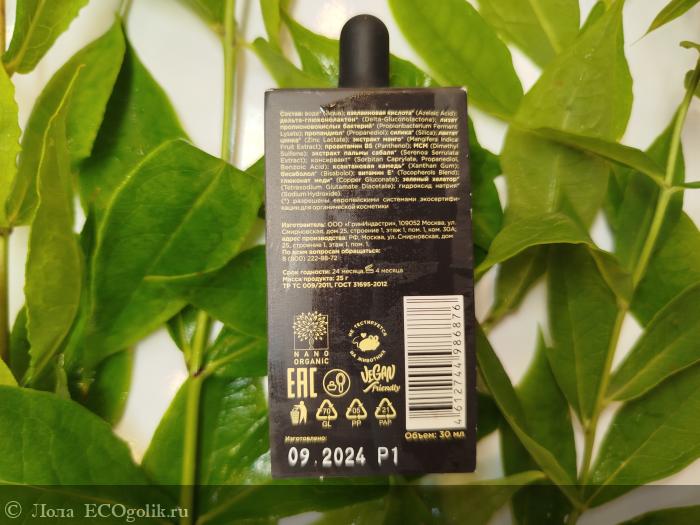 Состав: вода* (Aqua); азелаиновая кислота* (Azelaic Acid);
дельта-глюконолактон* (Delta-Gluconolactone); лизат
пропионовокислых бактерий* (Propionbacterium Ferment
Lysate); пропандиол* (Propanediol); силика* (Silica); лактат
цинка* (Zinc Lactate); экстракт манго* (Mangifera Indica
Fruit Extract); провитамин B5 (Panthenol); МСМ (Dimethyl
Sulfone); экстракт пальмы сабаля* (Serenoa Serrulata
Extract); консервант* (Sorbitan Caprylate, Propanediol,
Benzoic Acid); ксантановая камедь* (Xanthan Gum);
бисаболол* (Bisabolol); витамин Е* (Tocopherols Blend);
глюконат меди* (Copper Gluconate); зеленый хелатор*
(Tetrasodium Glutamate Diacetate); гидроксид натрия*
(Sodium Hydroxide).
(*) разрешены европейскими системами экосертифи-
кации для органической косметики
Изготовитель: ООО «ГринИндастри», 109052 Москва, ул.
Смирновская, дом 25, строение 1, этаж 1, пом. 1, ком. 30А;
адрес производства: РФ, Москва, ул. Смирновская, дом
25, строение 1, этаж 1, пом. 1.
По всем вопросам обращаться:
8 (800) 222-88-72
Срок годности: 24 месяца, 4 месяца
Масса продукта: 25 г
ТР ТС 009/2011, ГОСТ 31695-2012
NANO
ORGANIC
НЕ ТЕСТИРУЕТСЯ
НА ЖИВОТНЫХ
EAC
VEGAN
friendly
70
GL
05
PP
21
PAP
4612744198687б
Объем: 30 мл
Изготовлено:
09.2024 P1
© Лола ECOgolik.ru